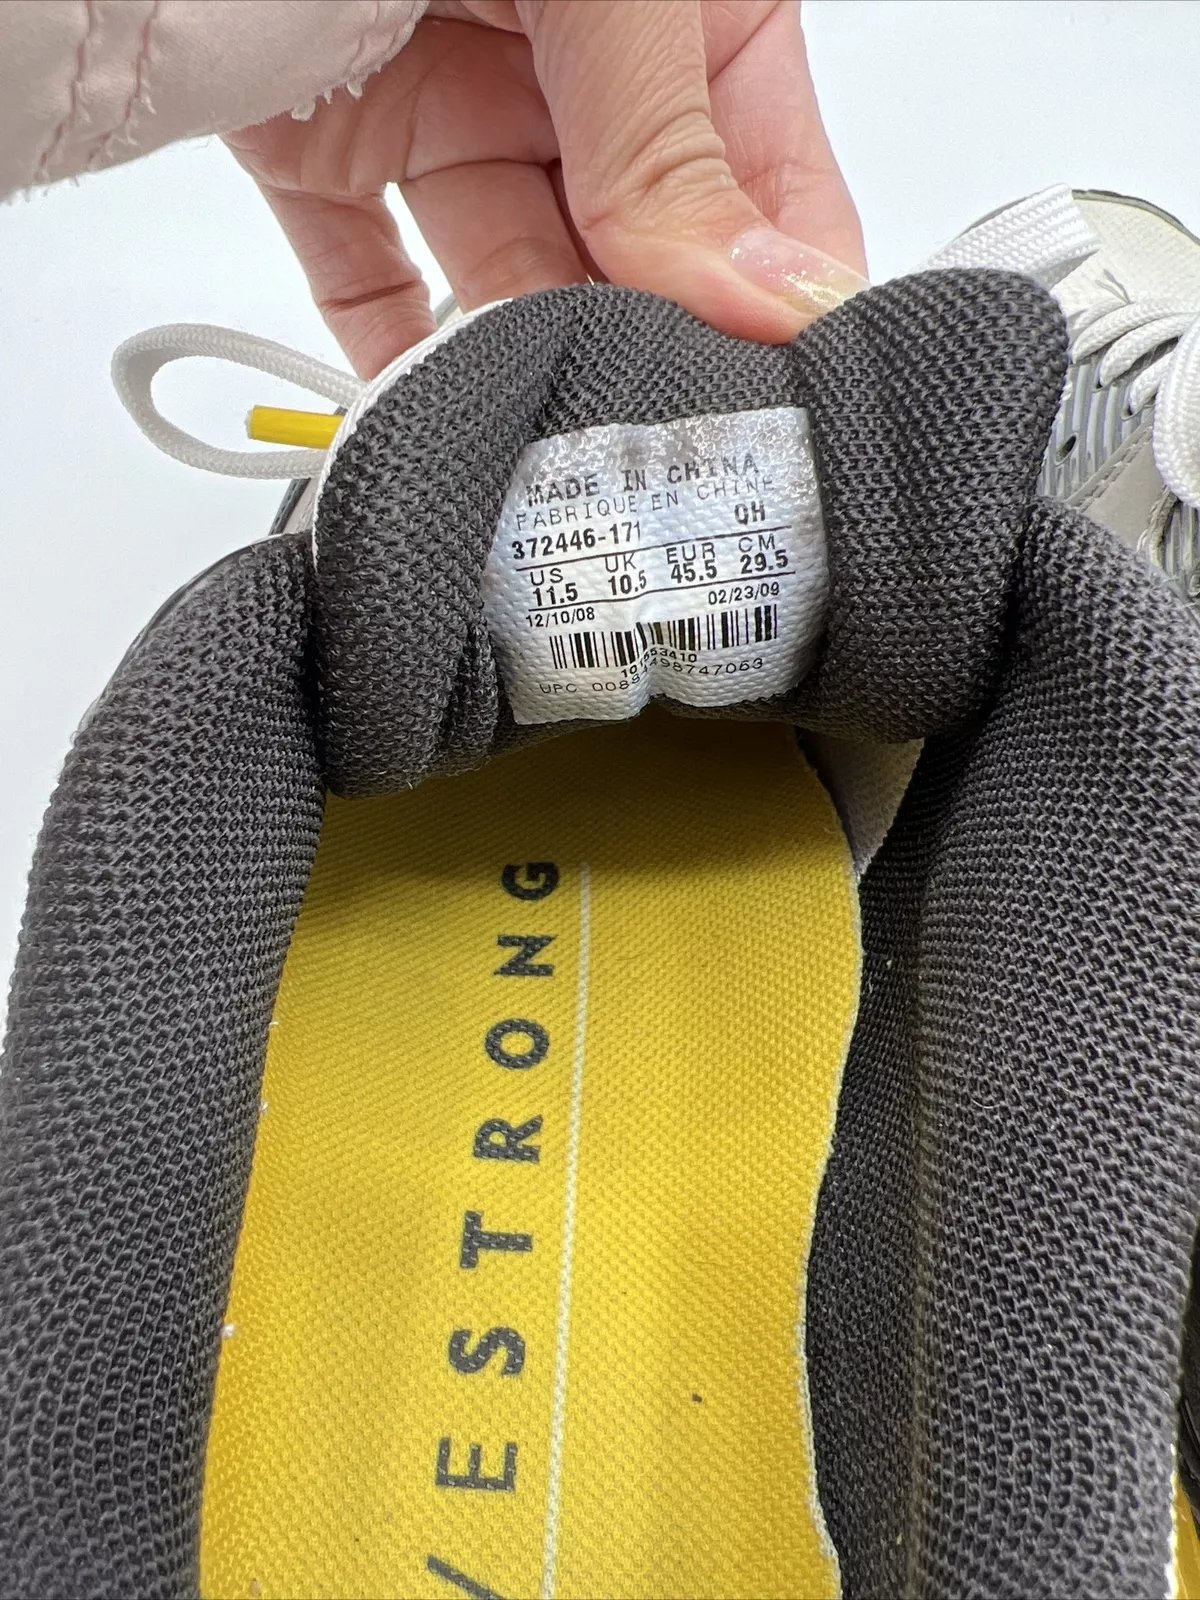 MADE IN CHINA
FABRIQUE EN CHINE
372446-171 QH
US UK EUR CM
11.5 10.5 45.5 29.5
12/10/08 02/23/09
UPC
ESTRONG